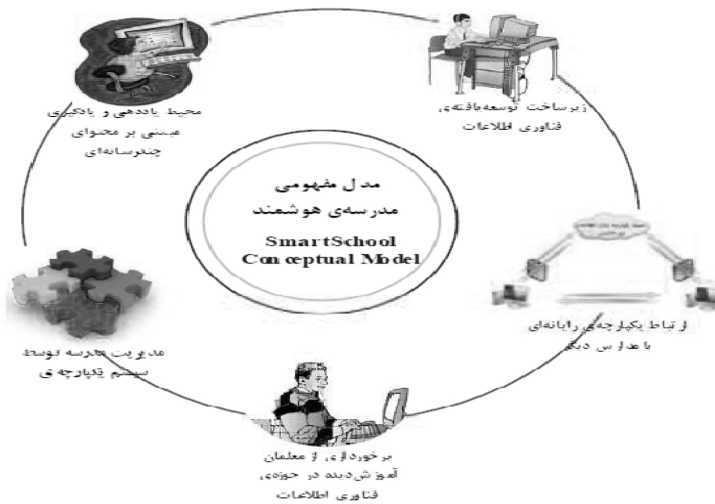 محیط یاددهی و یادگیری
مبتنی بر محتوای
چندرسانه‌ای
زیرساخت توسعه‌یافته‌ی
فناوری اطلاعات
مدل مفهومی
مدرسه‌ی هوشمند
SmartSchool
Conceptual Model
ارتباط یکپارچه‌ی رایانه‌ای
با مدارس دیگر
مدیریت مدرسه توسط
سیستم یکپارچه‌ی
برخورداری از معلمان
آموزش‌دیده در حوزه‌ی
فناوری اطلاعات